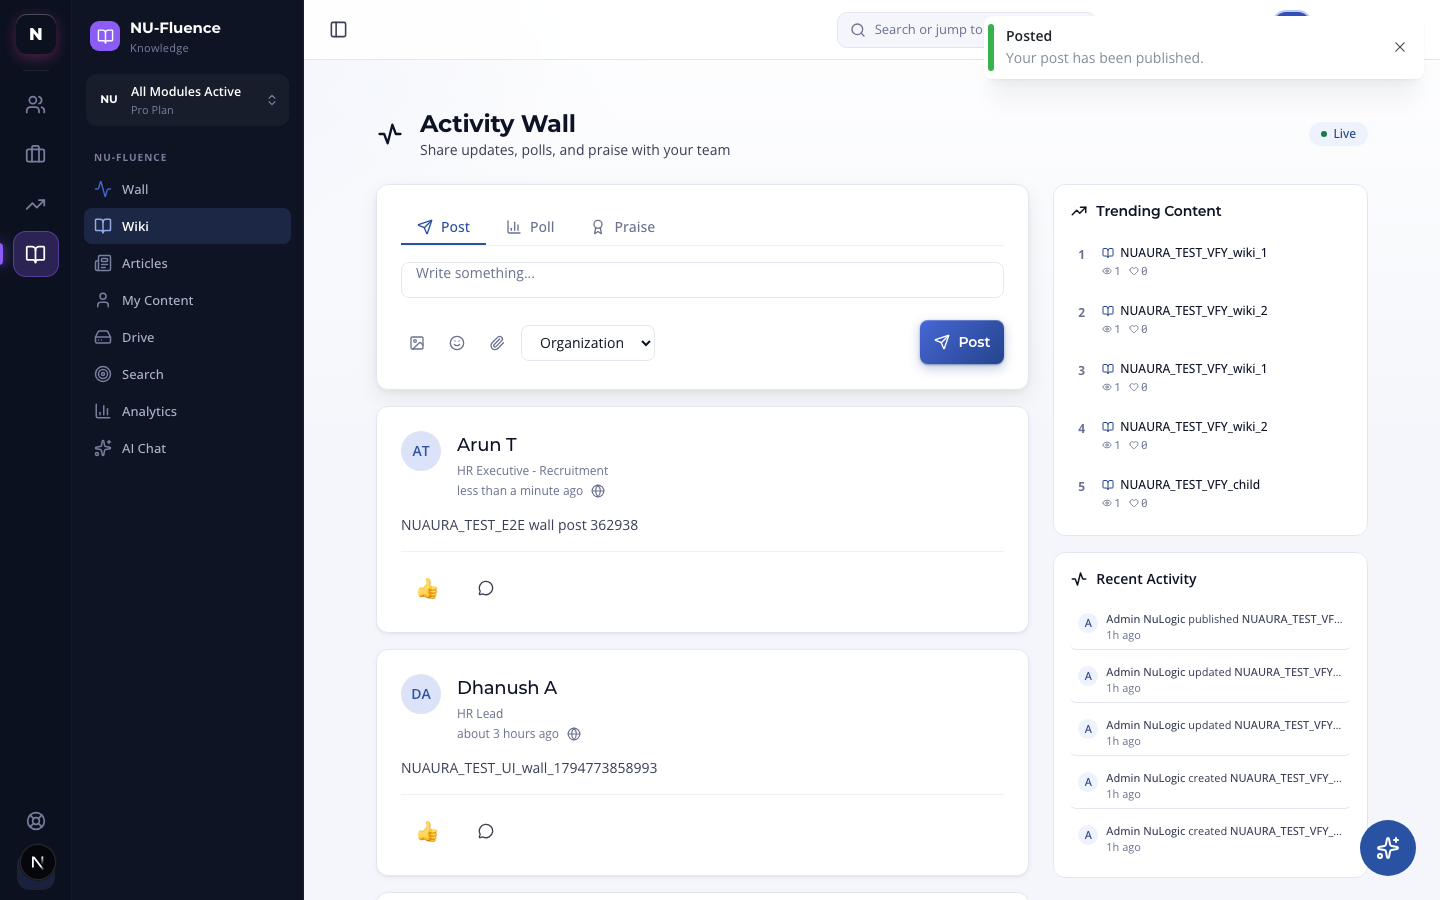 N
NU-Fluence
Knowledge
NU
All Modules Active
Pro Plan
NU-FLUENCE
Wall
Wiki
Articles
My Content
Drive
Search
Analytics
AI Chat
N
Search or jump to
Posted
Your post has been published.
Activity Wall
Share updates, polls, and praise with your team
Live
Post
Poll
Praise
Write something...
Organization
Post
AT
Arun T
HR Executive - Recruitment
less than a minute ago
NUAURA_TEST_E2E wall post 362938
DA
Dhanush A
HR Lead
about 3 hours ago
NUAURA_TEST_UI_wall_1794773858993
Trending Content
1 NUAURA_TEST_VFY_wiki_1
1 0
2 NUAURA_TEST_VFY_wiki_2
1 0
3 NUAURA_TEST_VFY_wiki_1
1 0
4 NUAURA_TEST_VFY_wiki_2
1 0
5 NUAURA_TEST_VFY_child
1 0
Recent Activity
A Admin NuLogic published NUAURA_TEST_VF...
1h ago
A Admin NuLogic updated NUAURA_TEST_VFY...
1h ago
A Admin NuLogic updated NUAURA_TEST_VFY...
1h ago
A Admin NuLogic created NUAURA_TEST_VFY_...
1h ago
A Admin NuLogic created NUAURA_TEST_VFY_...
1h ago